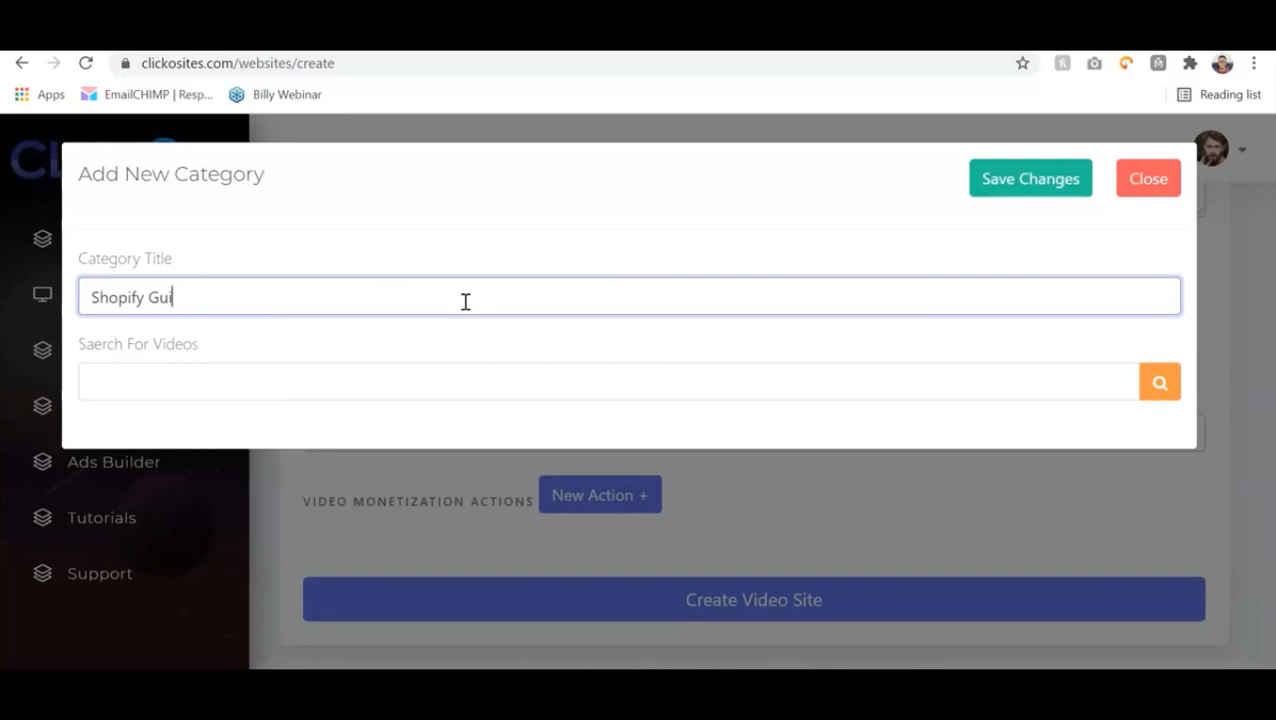 clickosites.com/websites/create
Apps EmailCHIMP | Resp... Billy Webinar Reading list
Add New Category
Save Changes
Close
Category Title
Shopify Gui
Saerch For Videos
Ads Builder
VIDEO MONETIZATION ACTIONS New Action +
Tutorials
Support
Create Video Site